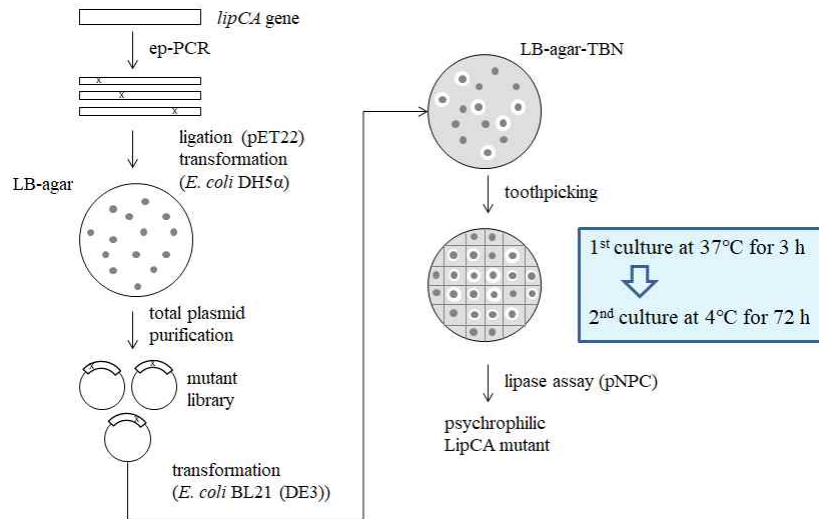 lipCA gene
ep-PCR
x
x
x
ligation (pET22)
transformation
(E. coli DH5α)
LB-agar
total plasmid
purification
x
x
x
mutant
library
transformation
(E. coli BL21 (DE3))
LB-agar-TBN
toothpicking
1st culture at 37°C for 3 h
2nd culture at 4°C for 72 h
lipase assay (pNPC)
psychrophilic
LipCA mutant